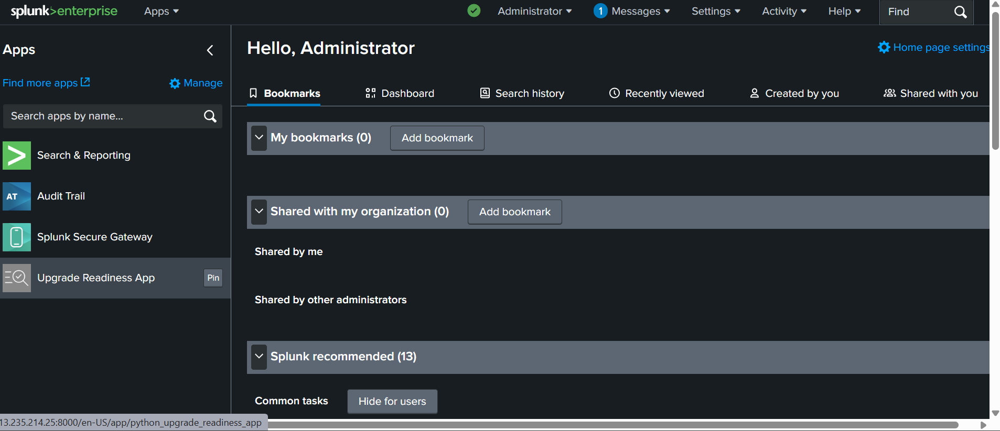 splunk>enterprise Apps Administrator 1 Messages Settings Activity Help Find
Apps
Find more apps Manage
Search apps by name...
Search & Reporting
AT Audit Trail
Splunk Secure Gateway
Upgrade Readiness App Pin
Hello, Administrator Home page settings
Bookmarks Dashboard Search history Recently viewed Created by you Shared with you
My bookmarks (0) Add bookmark
Shared with my organization (0) Add bookmark
Shared by me
Shared by other administrators
Splunk recommended (13)
Common tasks Hide for users
13.235.214.25:8000/en-US/app/python_upgrade_readiness_app